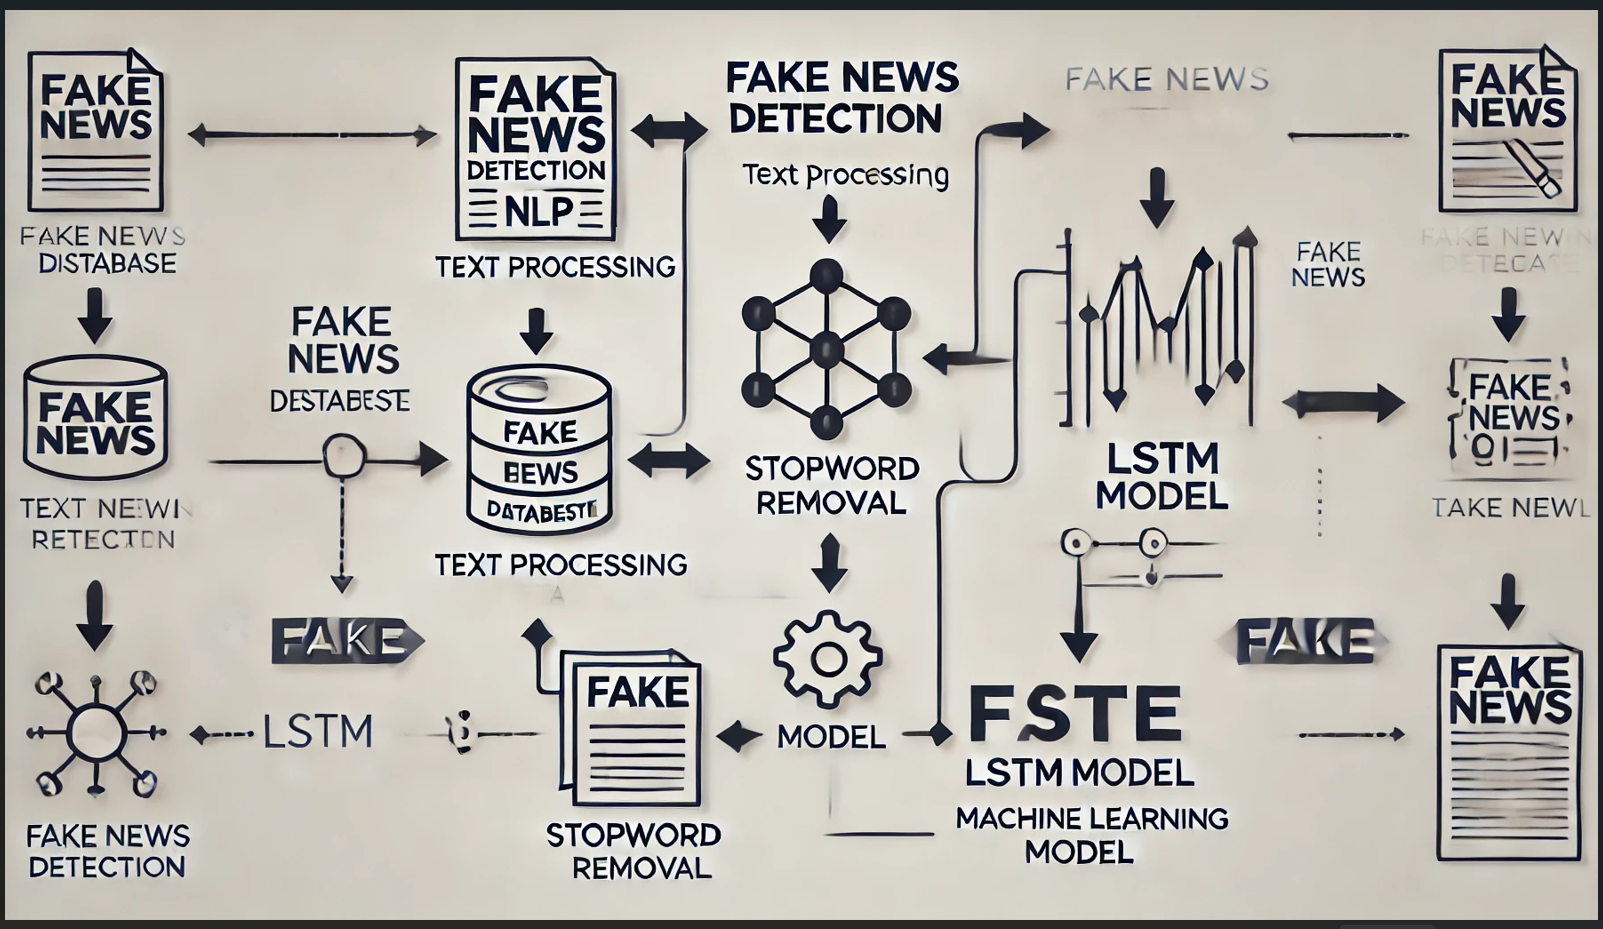 FAKE
NEWS
FAKE NEWS
DISTABASE
FAKE
NEWS
DETECTION
NLP
TEXT PROCESSING
FAKE NEWS
DETECTION
Text Processing
FAKE NEWS
FAKE
NEWS
FAKE NEW
FAKE
NEWS
FAKE
NEWS
DESTABESE
FAKE
NEWS
TEXT NEWIN
RETECTON
FAKE
BEWS
DATABESTE
TEXT PROCESSING
STOPWORD
REMOVAL
LSTM
MODEL
FAKE
NEWS
TAKE NEWL
FAKE
LSTM
FAKE NEWS
DETECTION
FAKE
STOPWORD
REMOVAL
MODEL
FSTE
LSTM MODEL
MACHINE LEARNING
MODEL
FAKE
FAKE
NEWS